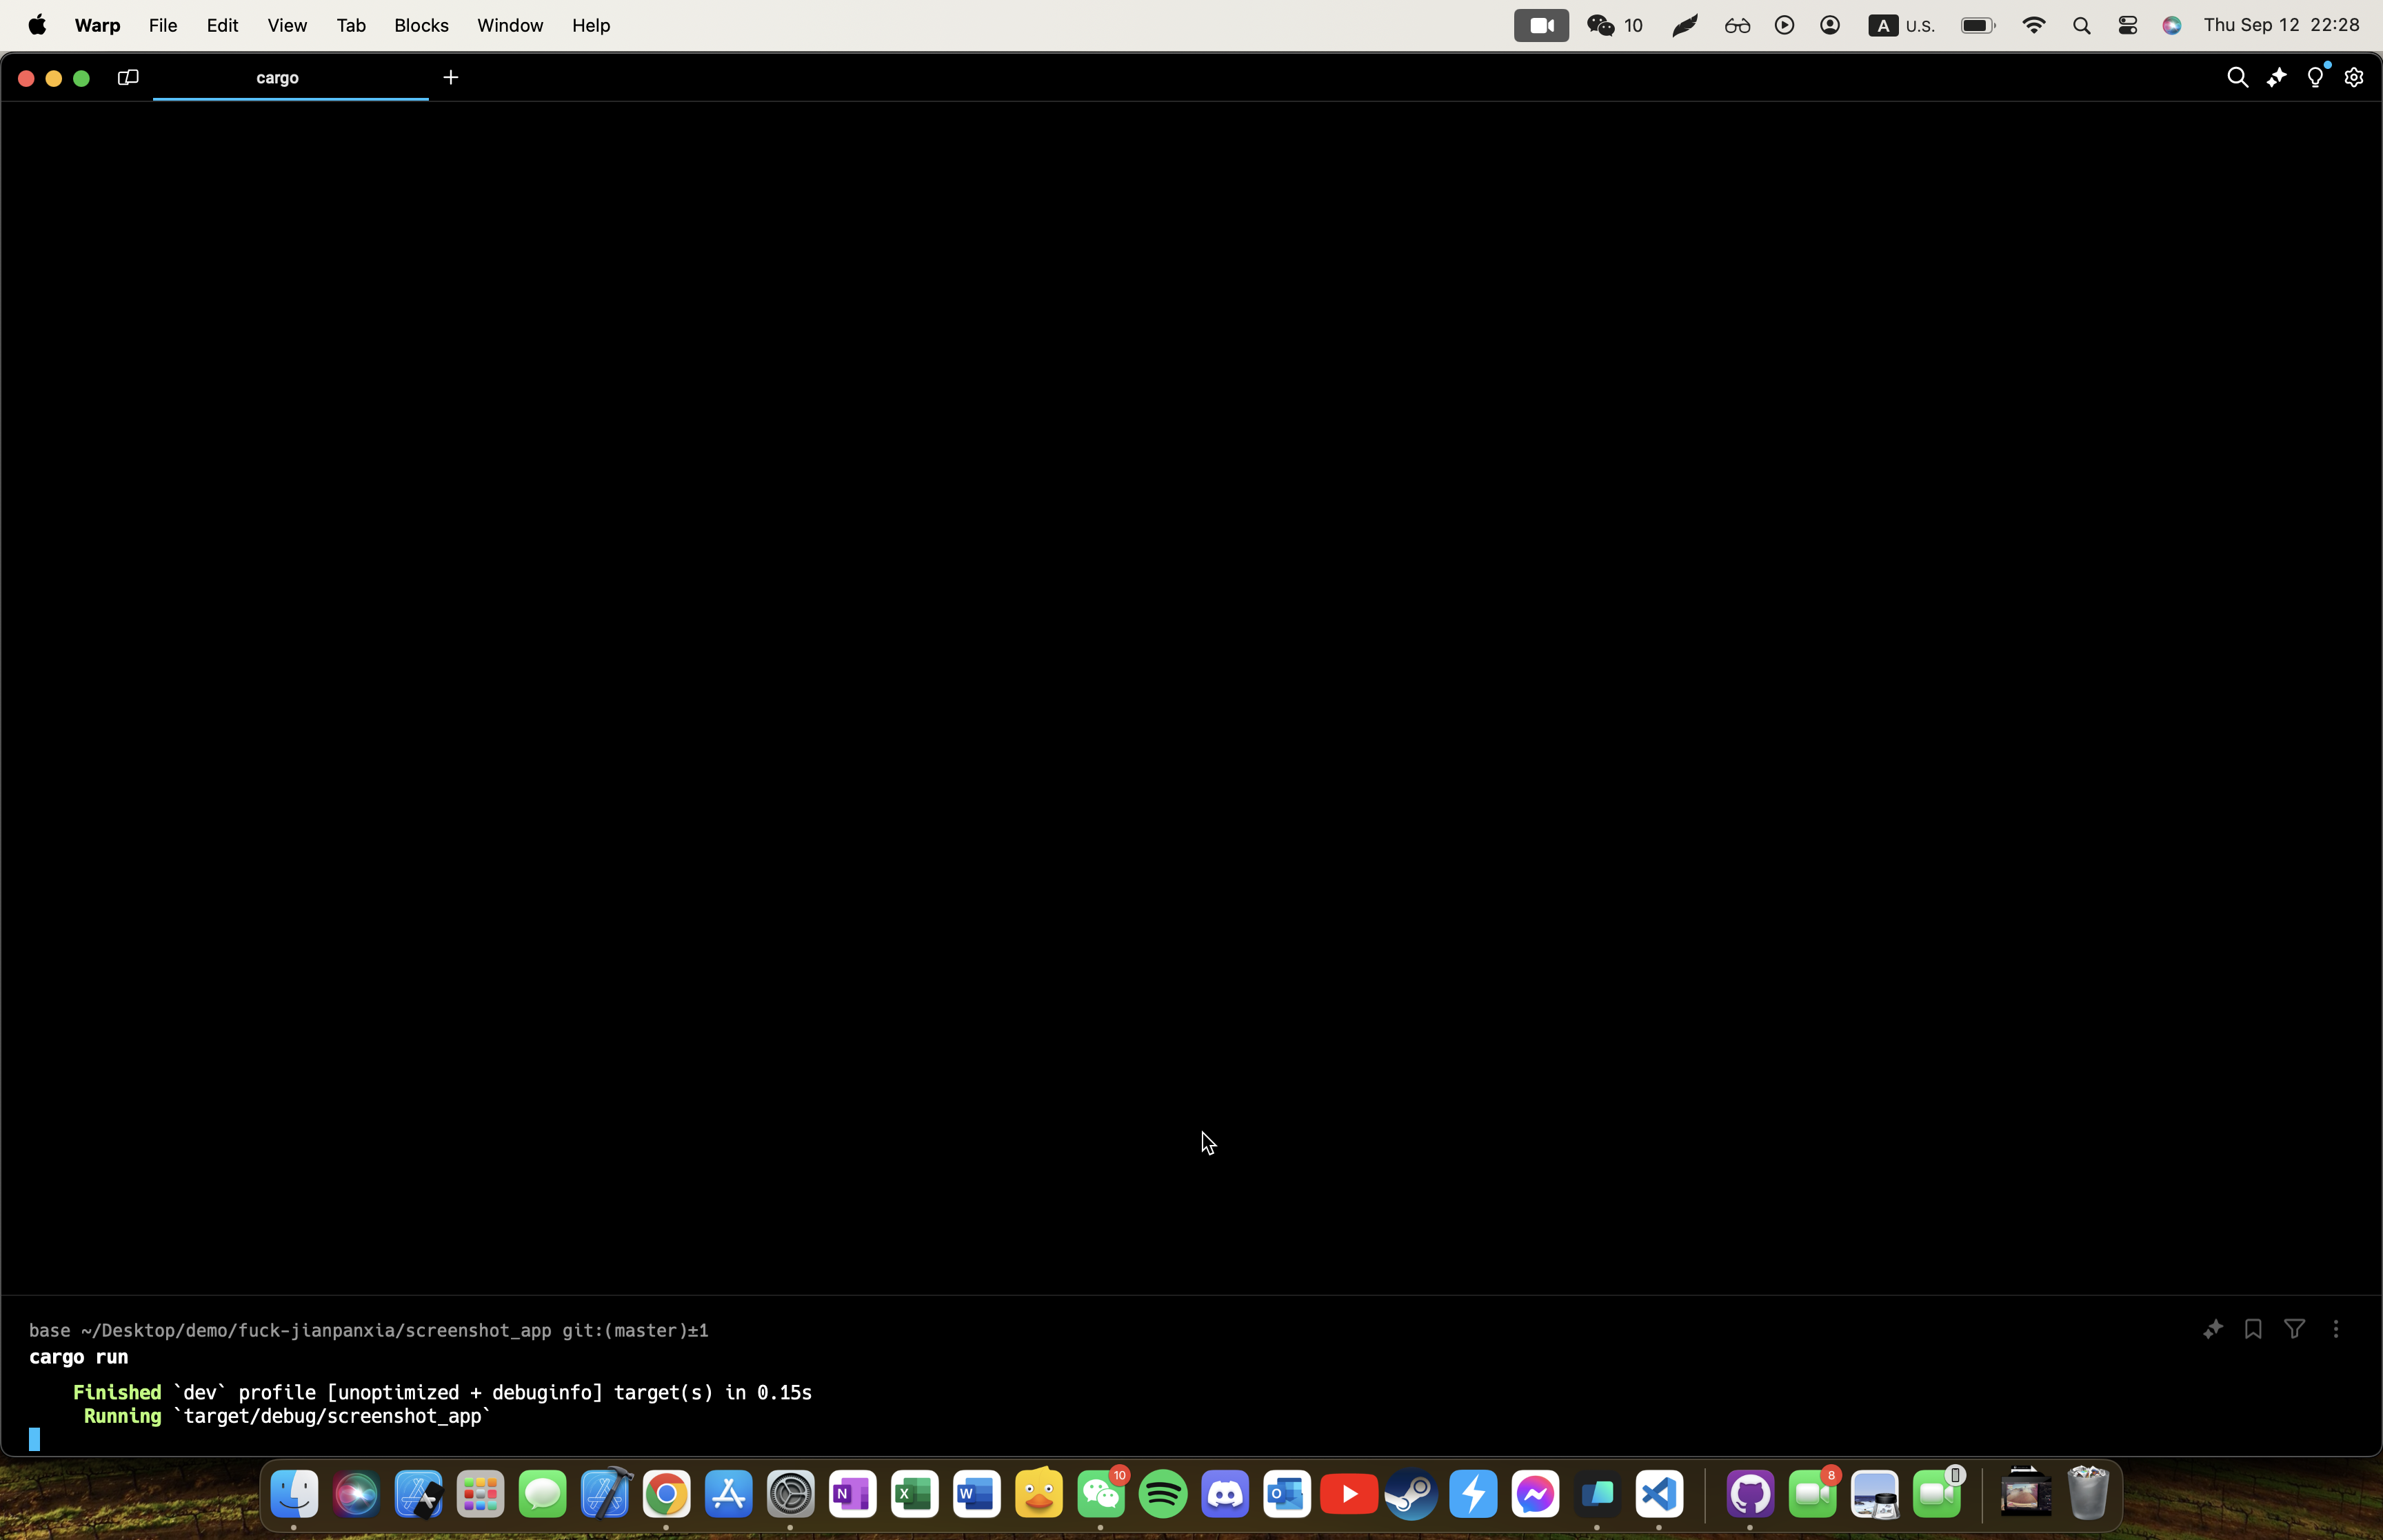 Warp File Edit View Tab Blocks Window Help 10 A U.S. Thu Sep 12 22:28
cargo
base ~/Desktop/demo/fuck-jianpanxia/screenshot_app git:(master)±1
cargo run
Finished `dev` profile [unoptimized + debuginfo] target(s) in 0.15s
Running `target/debug/screenshot_app`
N X W 10 O 8